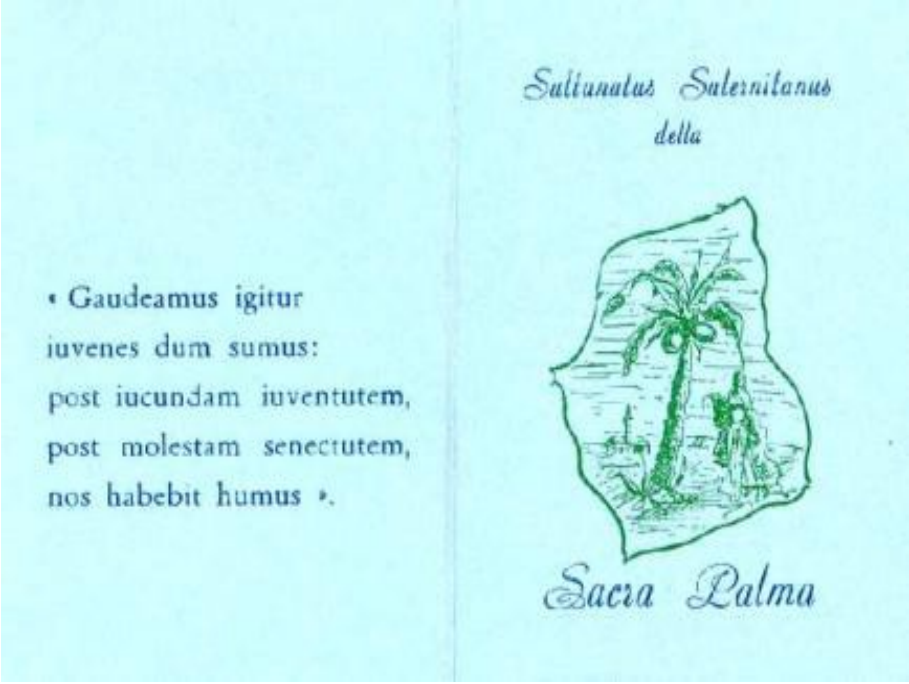 « Gaudeamus igitur
iuvenes dum sumus:
post iucundam iuventutem,
post molestam senectutem,
nos habebit humus ».
Sultanatus Salernitanus
della
Sacra Palma